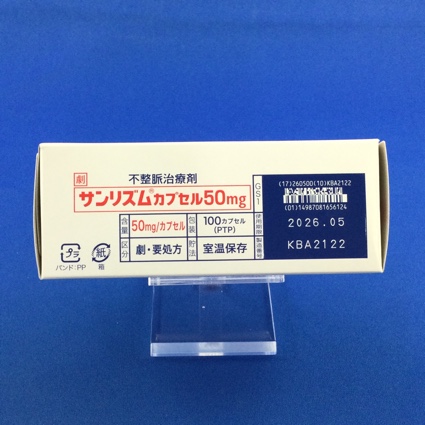 劇
不整脈治療剤
サンリズム®カプセル50mg
含量 50mg/カプセル
包装 100カプセル(PTP)
区分 劇・要処方
貯法 室温保存
プラ
バンド:PP
紙
箱
GS1
(17)260500(10)KBA2122
(01)14987081656124
使用期限 2026.05
製造番号 KBA2122